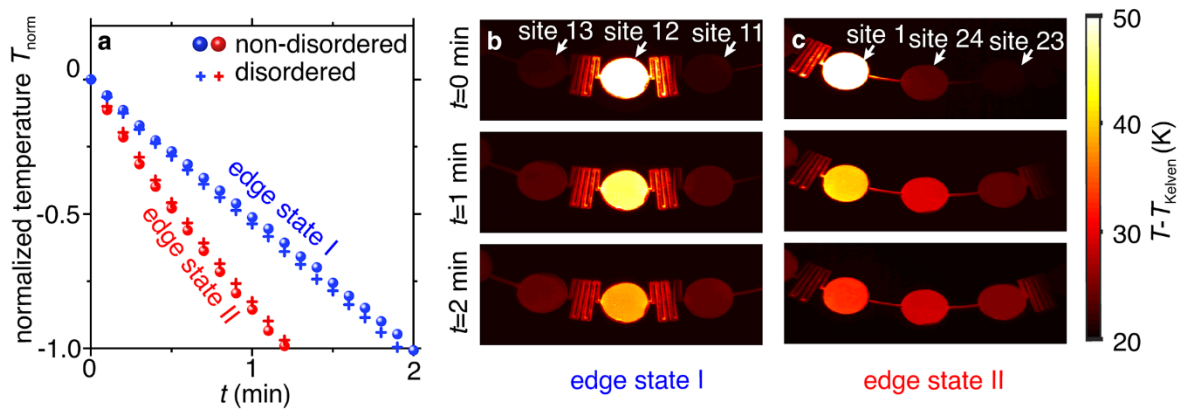 a
non-disordered
disordered
normalized temperature T_norm
0
-0.5
-1.0
0
1
2
t (min)
edge state I
edge state II
b
site 13
site 12
site 11
t=0 min
t=1 min
t=2 min
edge state I
c
site 1
site 24
site 23
edge state II
50
40
30
20
T-T_Kelven (K)